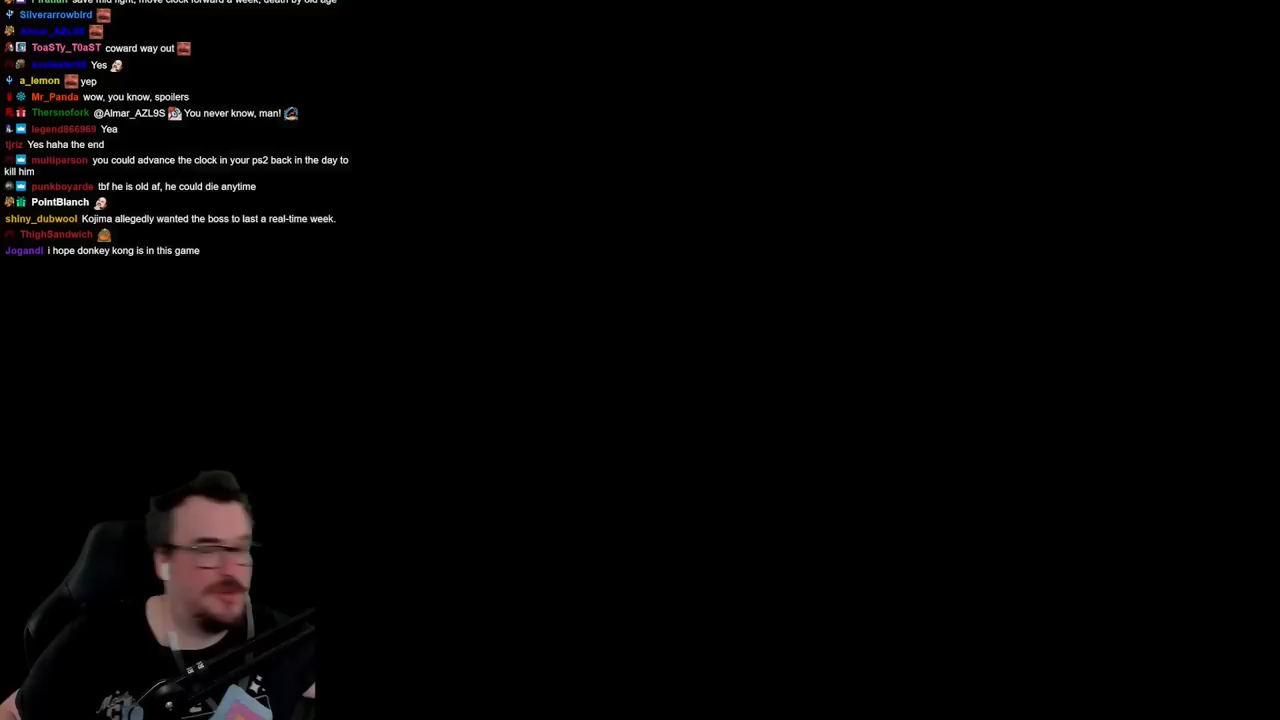 save mid fight, move clock forward a week, death by old age
Silverarrowbird
Almar_AZL9S
ToaSTy_T0aST coward way out
Yes
a_lemon yep
Mr_Panda wow, you know, spoilers
Thersnofork @Almar_AZL9S You never know, man!
legend866969 Yea
tjriz Yes haha the end
multiperson you could advance the clock in your ps2 back in the day to
kill him
punkboyarde tbf he is old af, he could die anytime
PointBlanch
shiny_dubwool Kojima allegedly wanted the boss to last a real-time week.
ThighSandwich
Jogandi i hope donkey kong is in this game